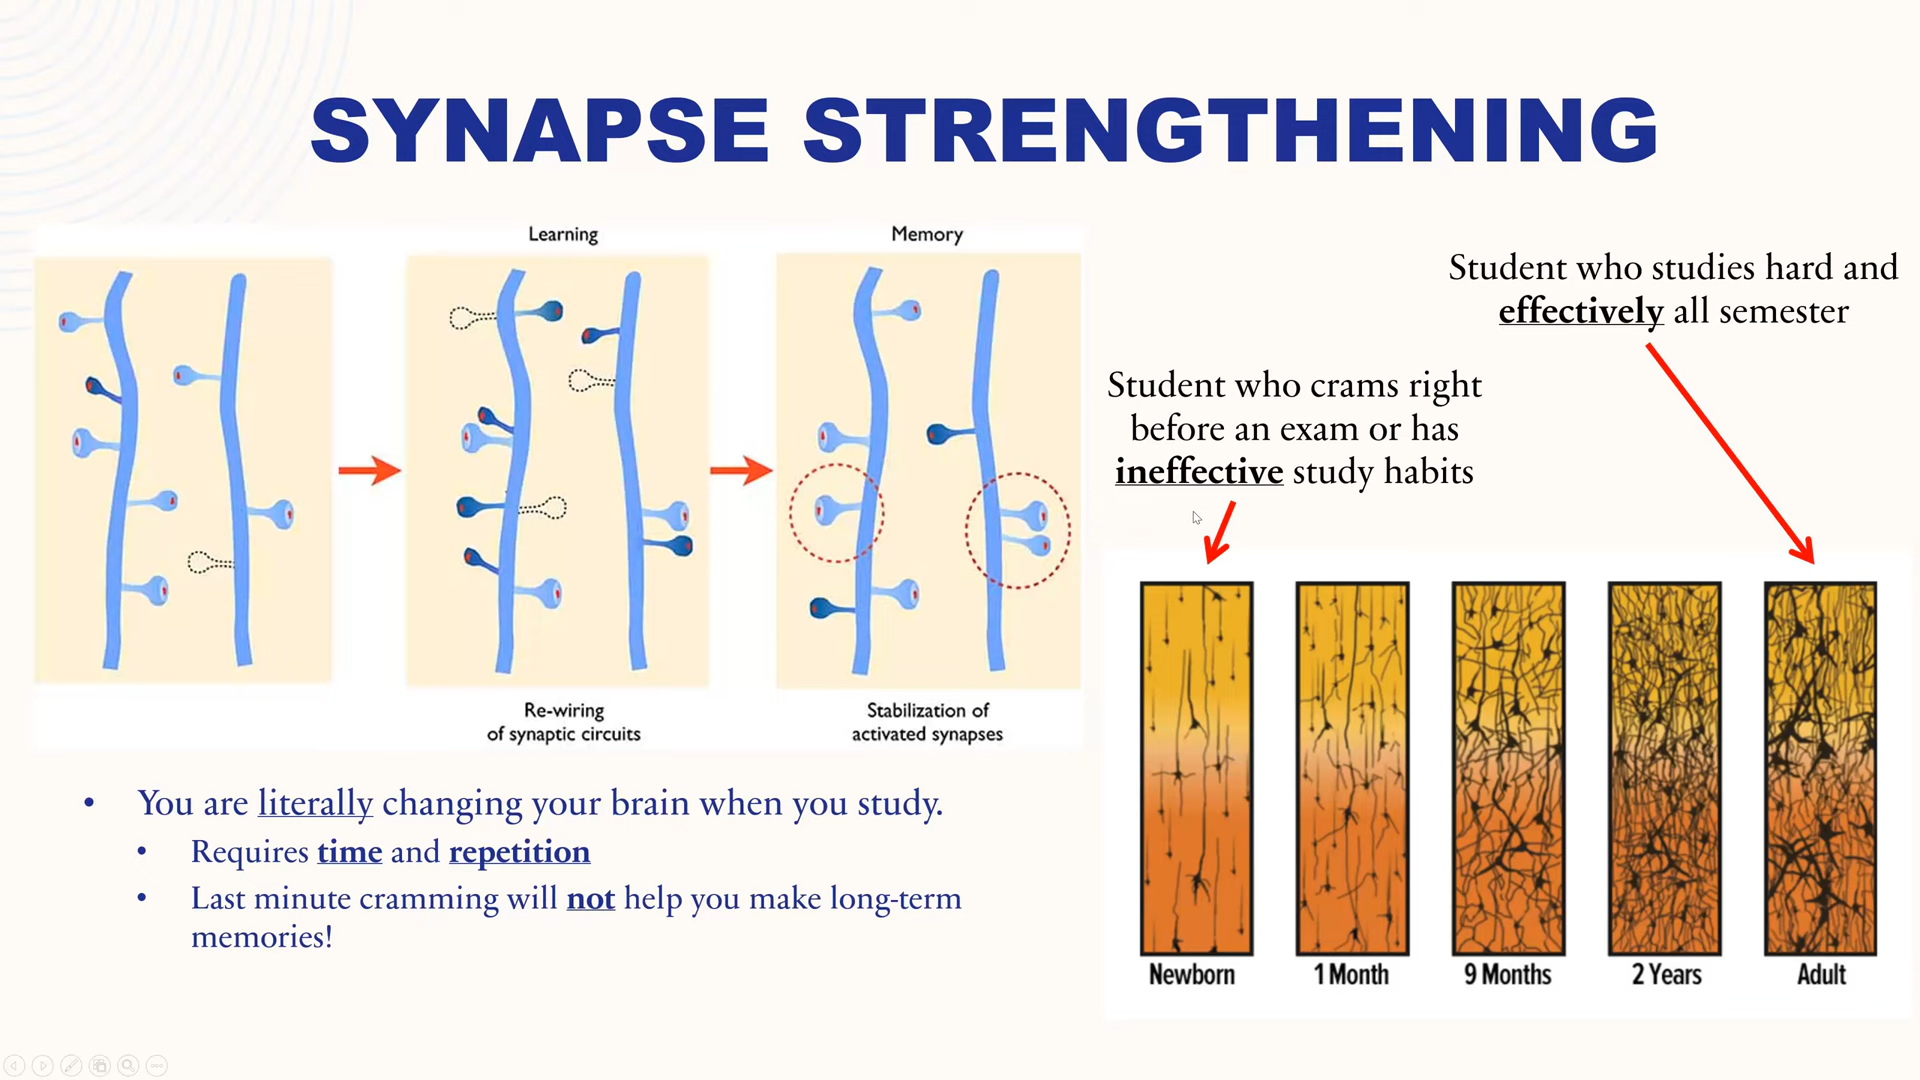 SYNAPSE STRENGTHENING
Learning
Memory
Re-wiring
of synaptic circuits
Stabilization of
activated synapses
Student who studies hard and
effectively all semester
Student who crams right
before an exam or has
ineffective study habits
• You are literally changing your brain when you study.
• Requires time and repetition
• Last minute cramming will not help you make long-term
memories!
Newborn
1 Month
9 Months
2 Years
Adult